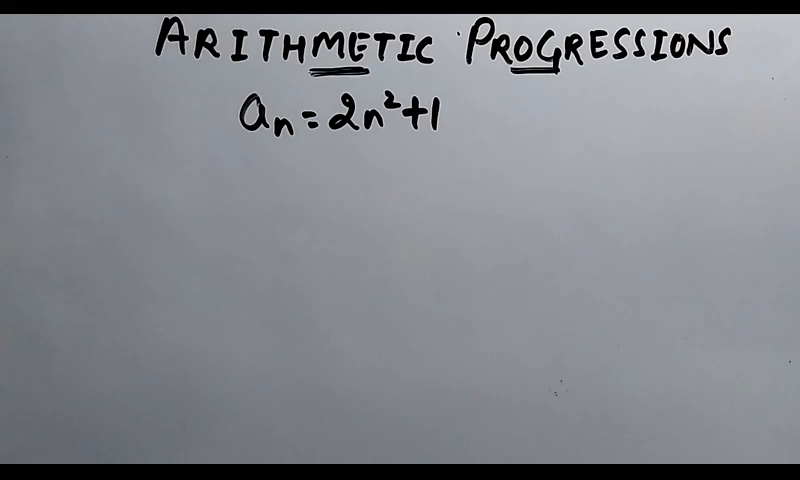 ARITHMETIC PROGRESSIONS
aₙ = 2n²+1